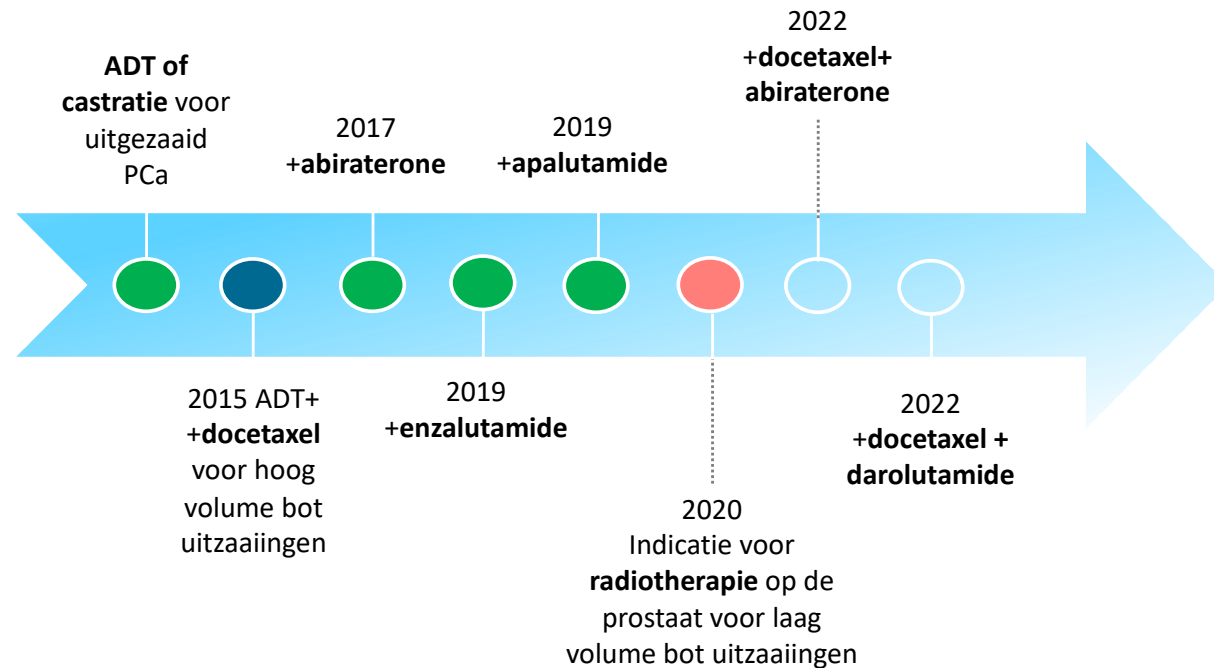 ADT of
castratie voor
uitgezaaid
PCa
2015 ADT+
+docetaxel
voor hoog
volume bot
uitzaaiingen
2017
+abiraterone
2019
+enzalutamide
2019
+apalutamide
2020
Indicatie voor
radiotherapie op de
prostaat voor laag
volume bot uitzaaiingen
2022
+docetaxel+
abiraterone
2022
+docetaxel +
darolutamide